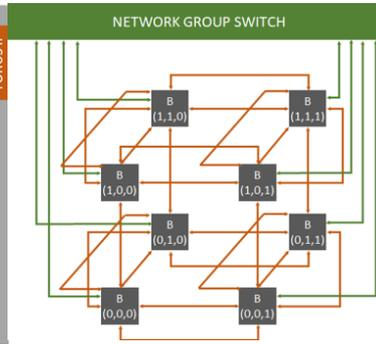 NETWORK GROUP SWITCH
B
(1,1,0)
B
(1,1,1)
B
(1,0,0)
B
(1,0,1)
B
(0,1,0)
B
(0,1,1)
B
(0,0,0)
B
(0,0,1)